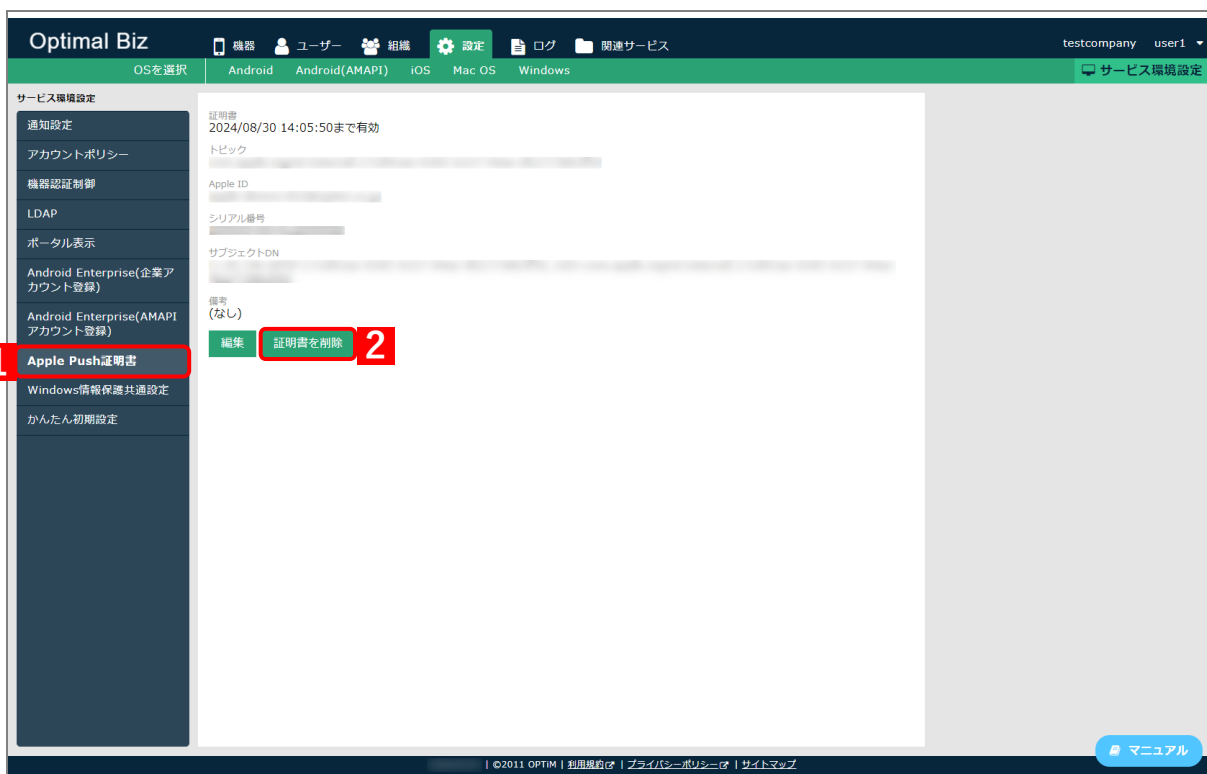 Optimal Biz
機器 ユーザー 組織 設定 ログ 関連サービス
testcompany user1
OSを選択 Android Android(AMAPI) iOS Mac OS Windows
サービス環境設定
サービス環境設定
通知設定
アカウントポリシー
機器認証制御
LDAP
ポータル表示
Android Enterprise(企業ア
カウント登録)
Android Enterprise(AMAPI
アカウント登録)
1
Apple Push証明書
Windows情報保護共通設定
かんたん初期設定
証明書
2024/08/30 14:05:50まで有効
トピック
Apple ID
シリアル番号
サブジェクトDN
備考
(なし)
編集 証明書を削除 2
マニュアル
| ©2011 OPTiM | 利用規約 | プライバシーポリシー | サイトマップ